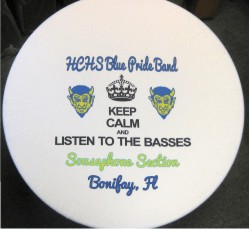 HCHS Blue Pride Band
KEEP
CALM
AND
LISTEN TO THE BASSES
Sousaphone Section
Bonifay, Fl